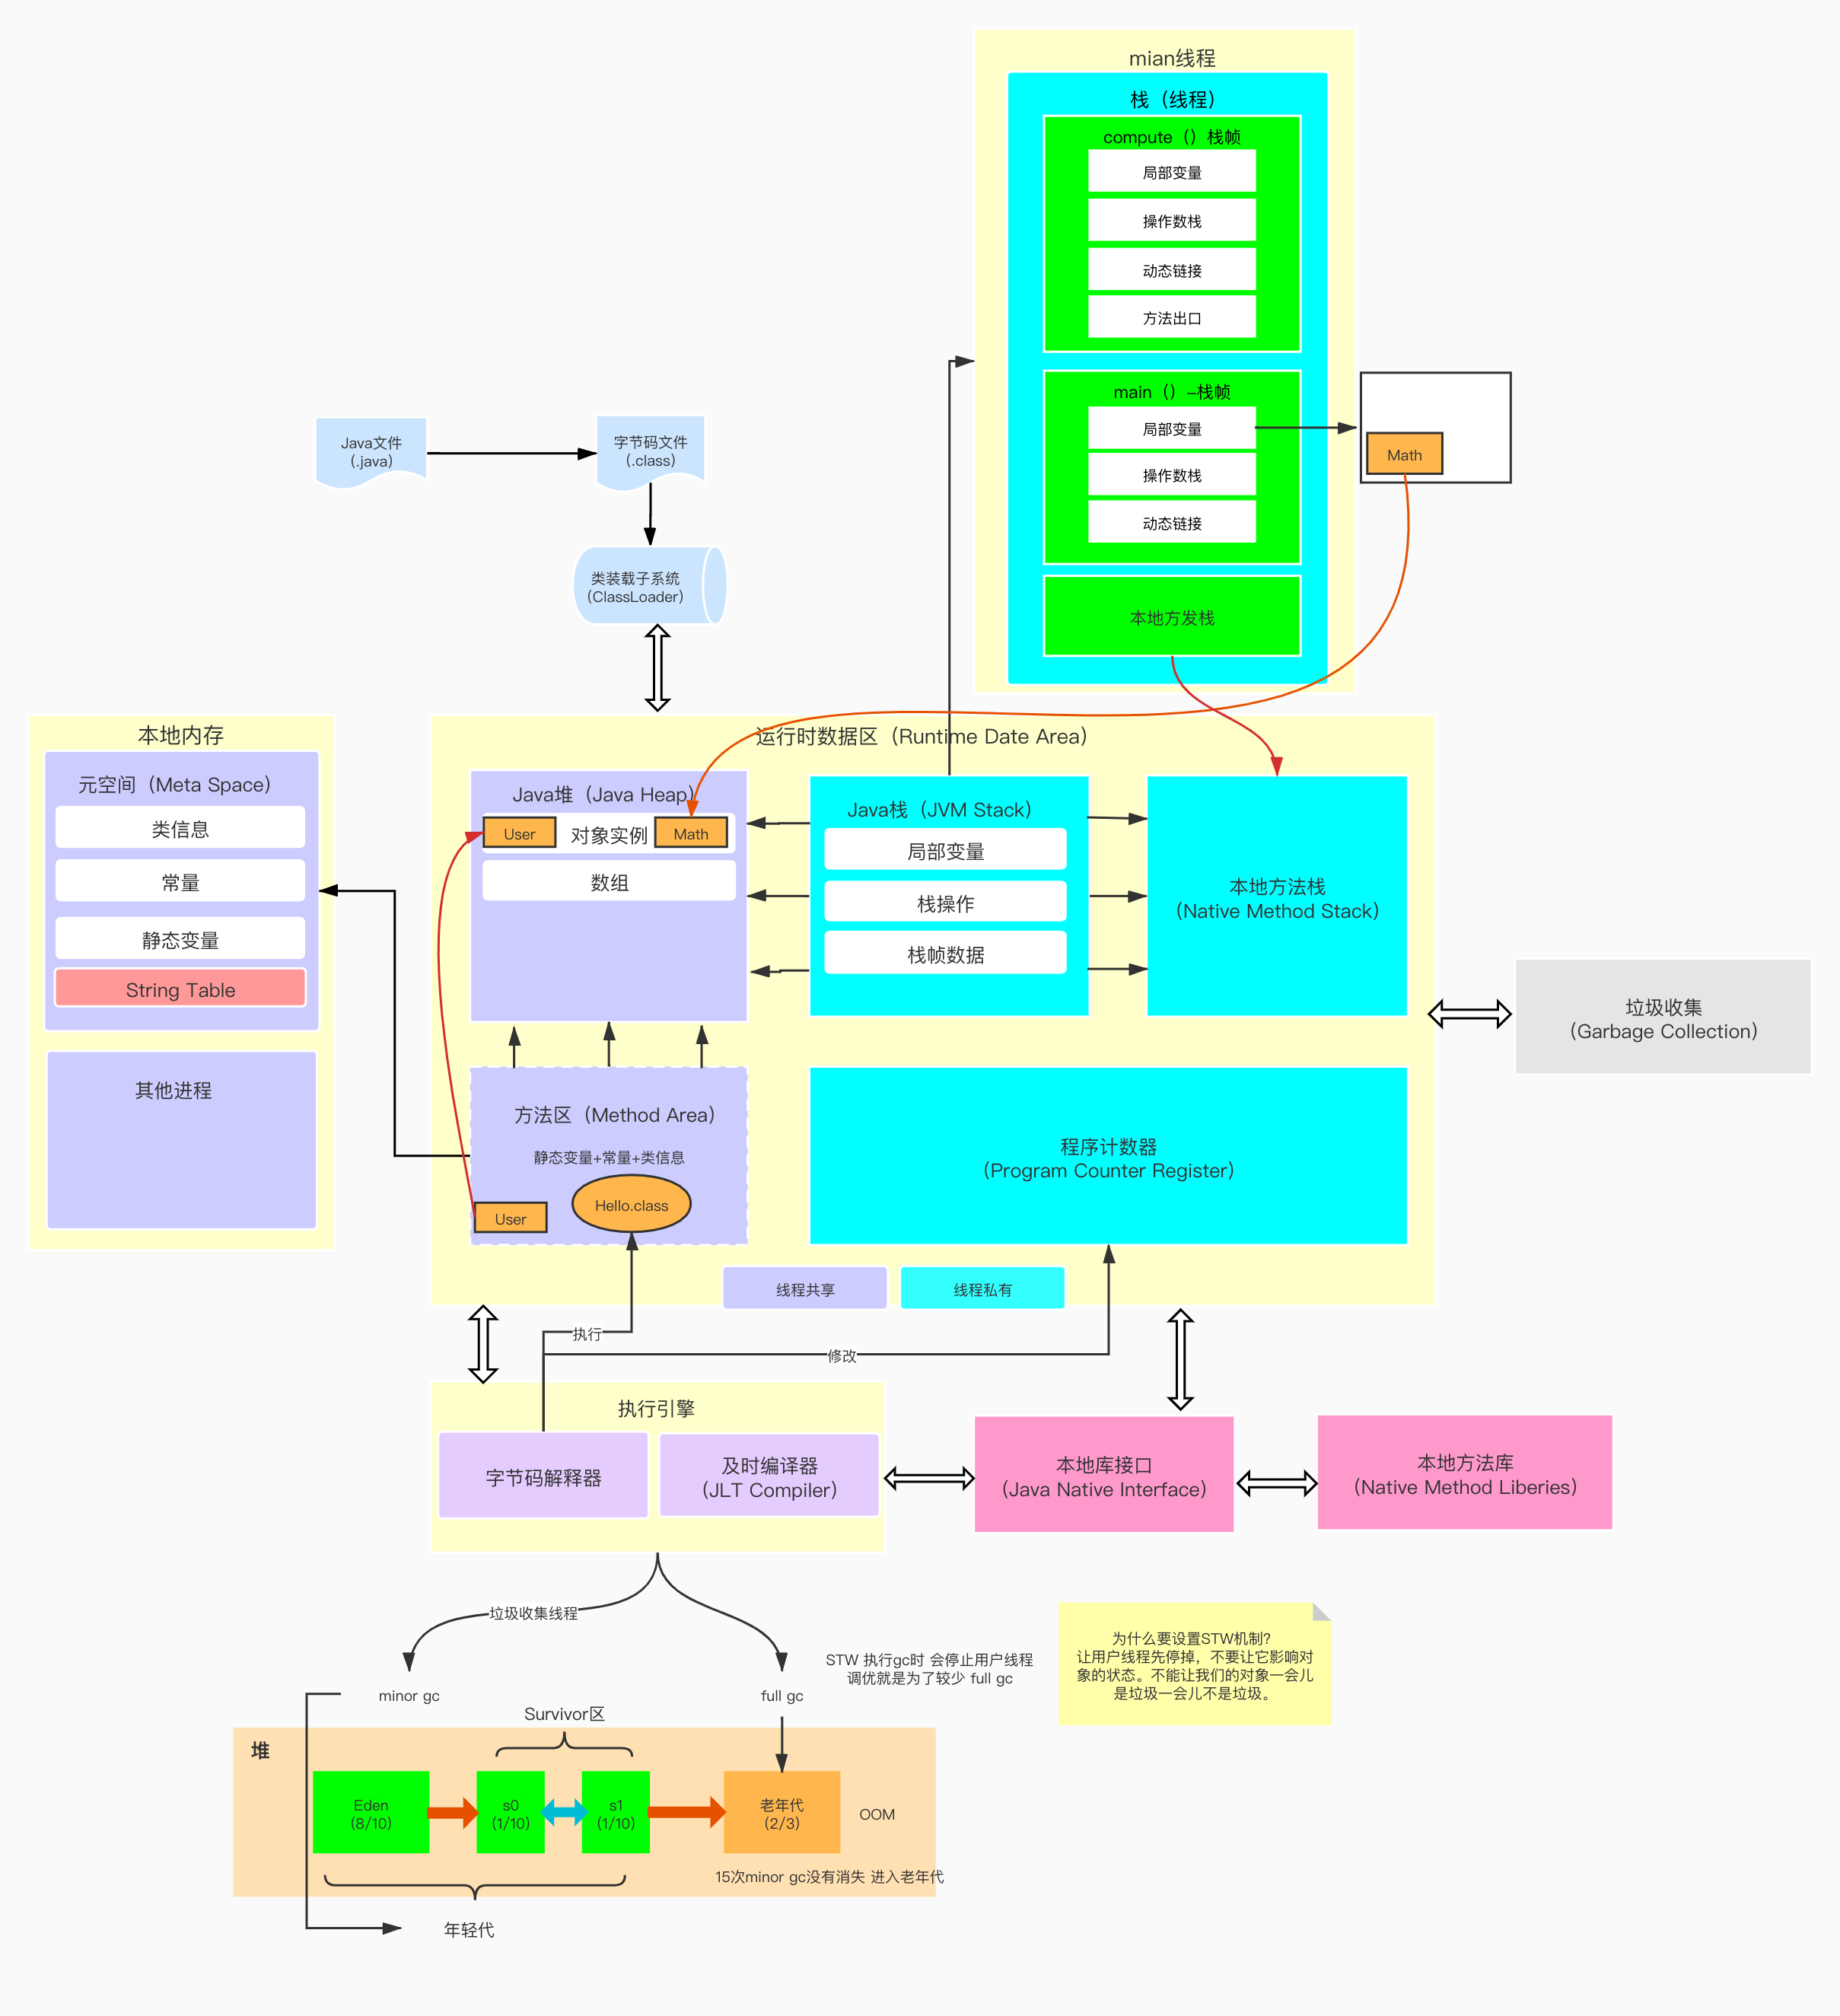 mian线程
栈（线程）
compute（）栈帧
局部变量
操作数栈
动态链接
方法出口
main（）-栈帧
局部变量
操作数栈
动态链接
本地方发栈
Math
Java文件
（.java）
字节码文件
（.class）
类装载子系统
（ClassLoader）
本地内存
元空间（Meta Space）
类信息
常量
静态变量
String Table
其他进程
运行时数据区（Runtime Date Area）
Java堆（Java Heap）
User
对象实例
Math
数组
Java栈（JVM Stack）
局部变量
栈操作
栈帧数据
本地方法栈
（Native Method Stack）
垃圾收集
（Garbage Collection）
方法区（Method Area）
静态变量+常量+类信息
User
Hello.class
程序计数器
（Program Counter Register）
线程共享
线程私有
执行
修改
执行引擎
字节码解释器
及时编译器
（JLT Compiler）
本地库接口
（Java Native Interface）
本地方法库
（Native Method Liberies）
垃圾收集线程
minor gc
full gc
STW 执行gc时 会停止用户线程
调优就是为了较少 full gc
为什么要设置STW机制?
让用户线程先停掉，不要让它影响对
象的状态。不能让我们的对象一会儿
是垃圾一会儿不是垃圾。
Survivor区
堆
Eden
(8/10)
s0
(1/10)
s1
(1/10)
老年代
(2/3)
OOM
15次minor gc没有消失 进入老年代
年轻代